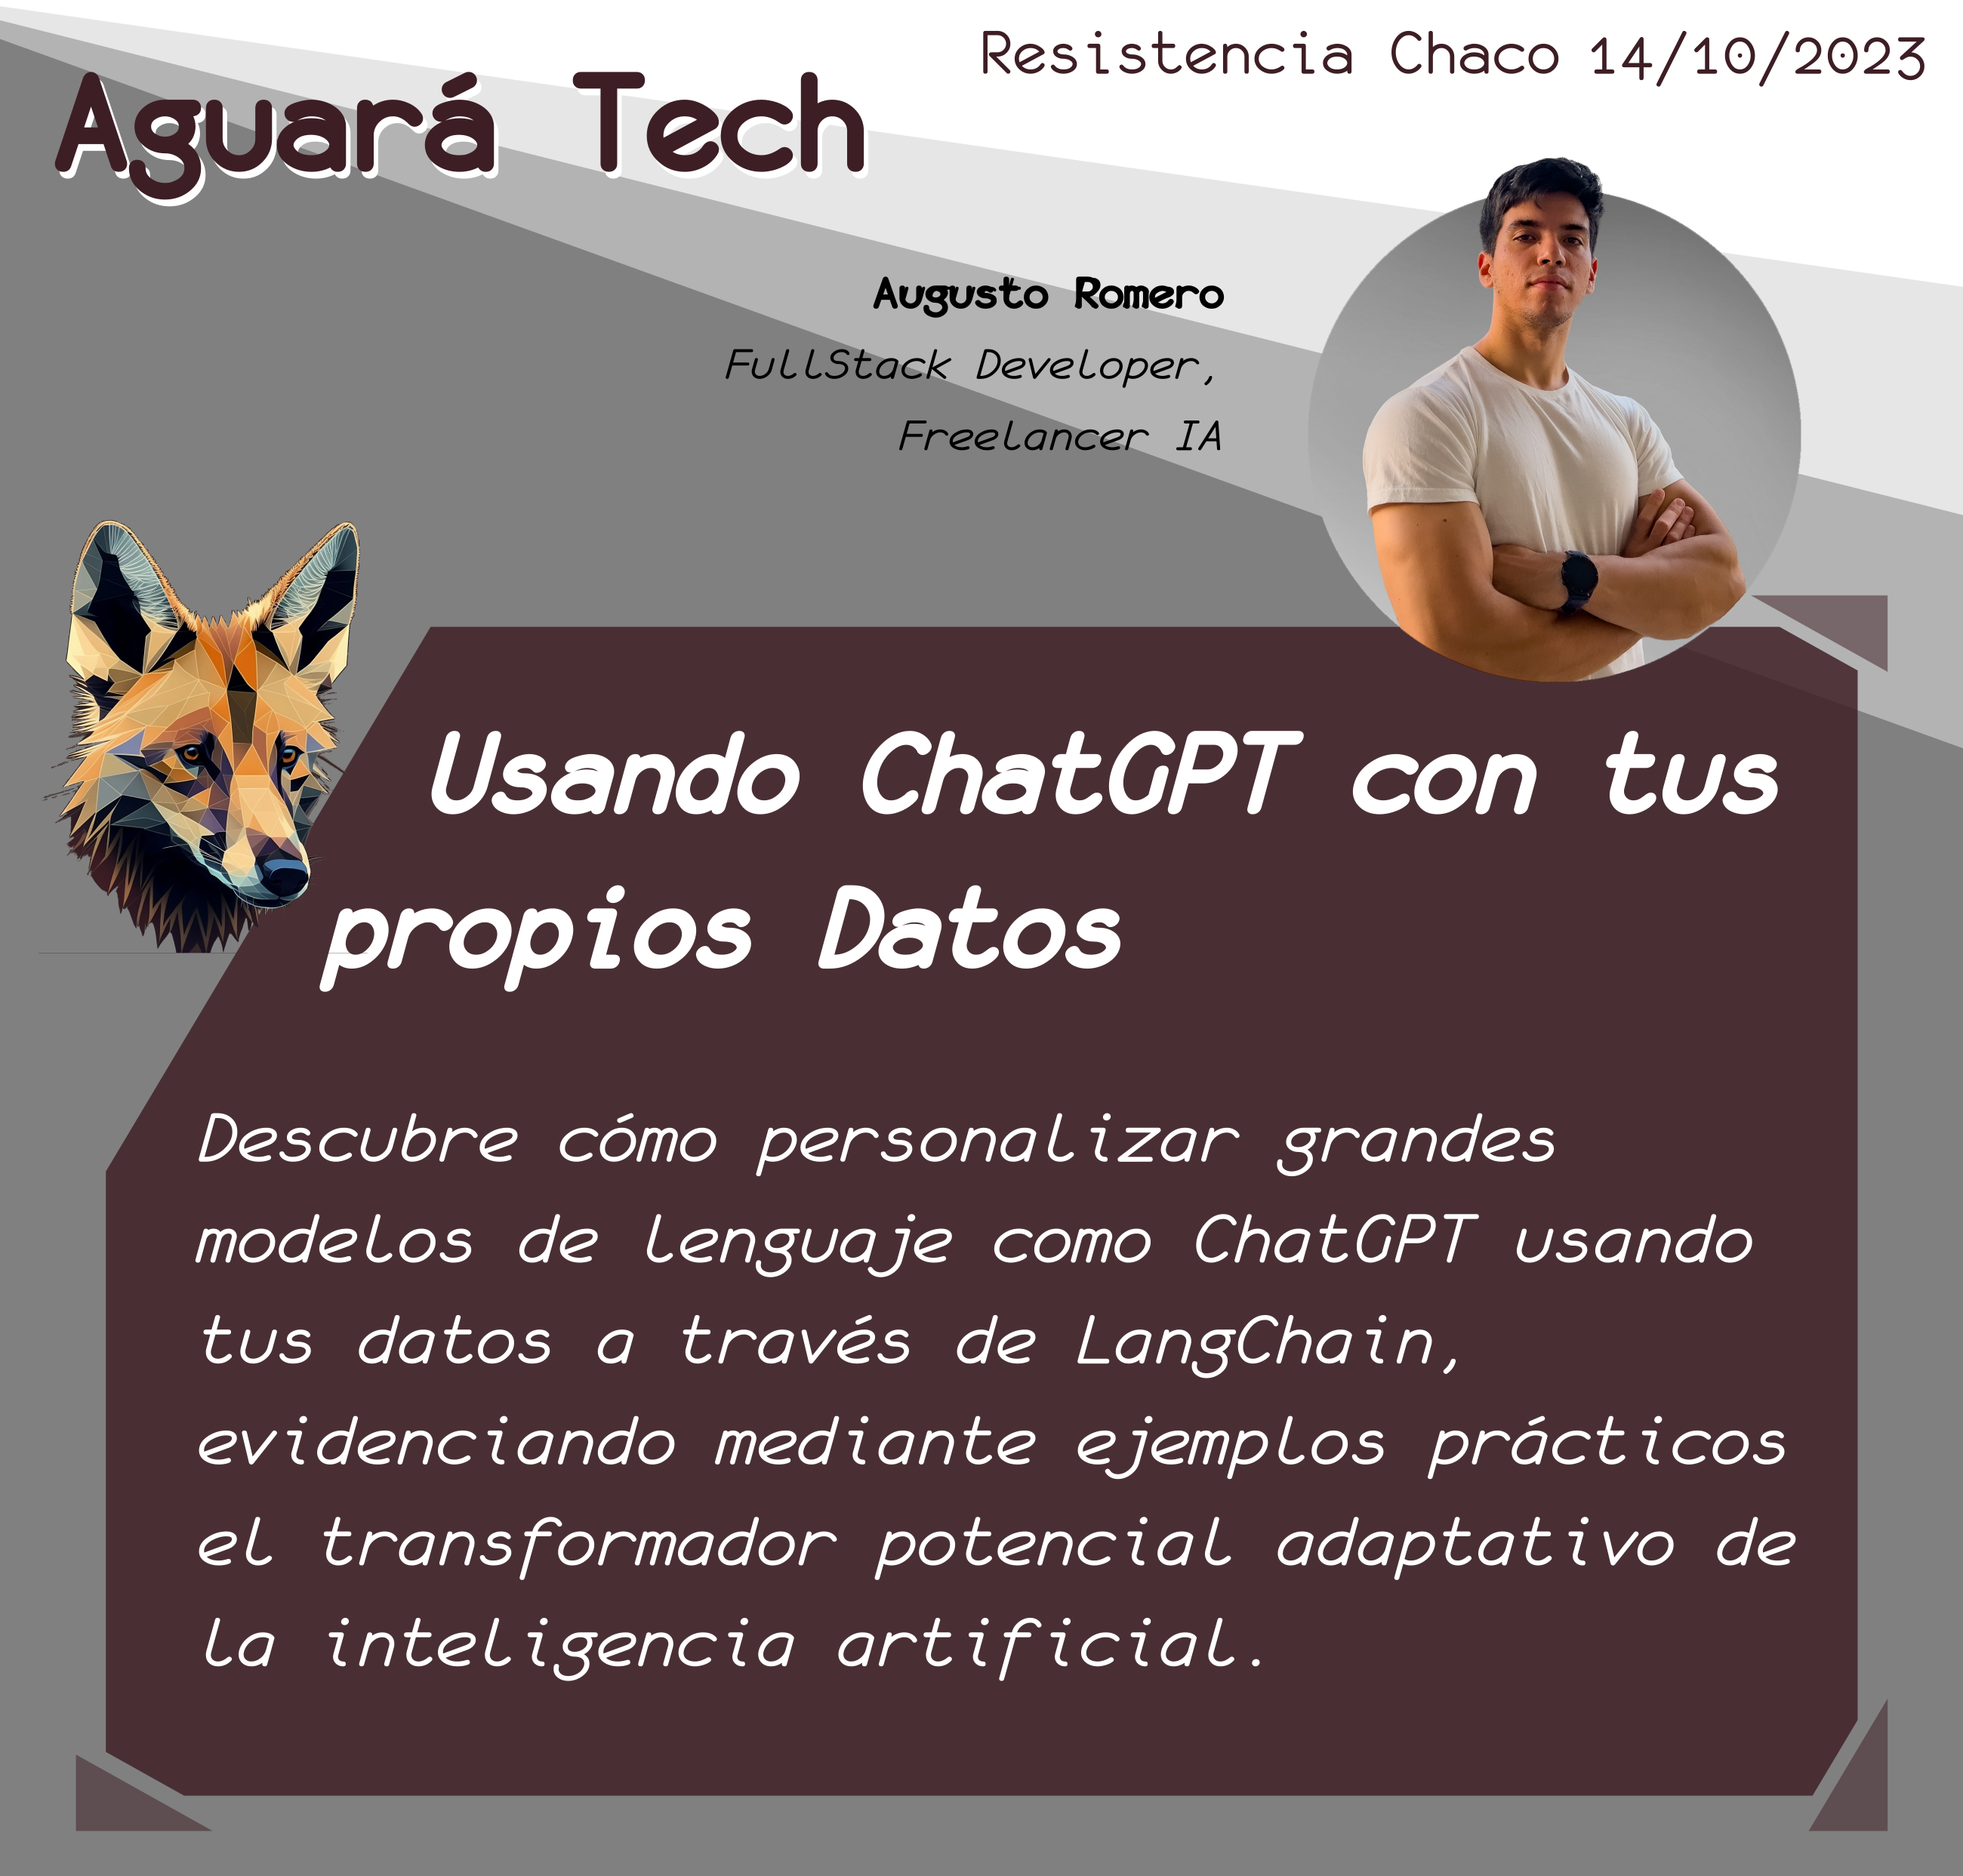 Resistencia Chaco 14/10/2023
Aguará Tech
Augusto Romero
FullStack Developer,
Freelancer IA
Usando ChatGPT con tus
propios Datos
Descubre cómo personalizar grandes
modelos de lenguaje como ChatGPT usando
tus datos a través de LangChain,
evidenciando mediante ejemplos prácticos
el transformador potencial adaptativo de
la inteligencia artificial.